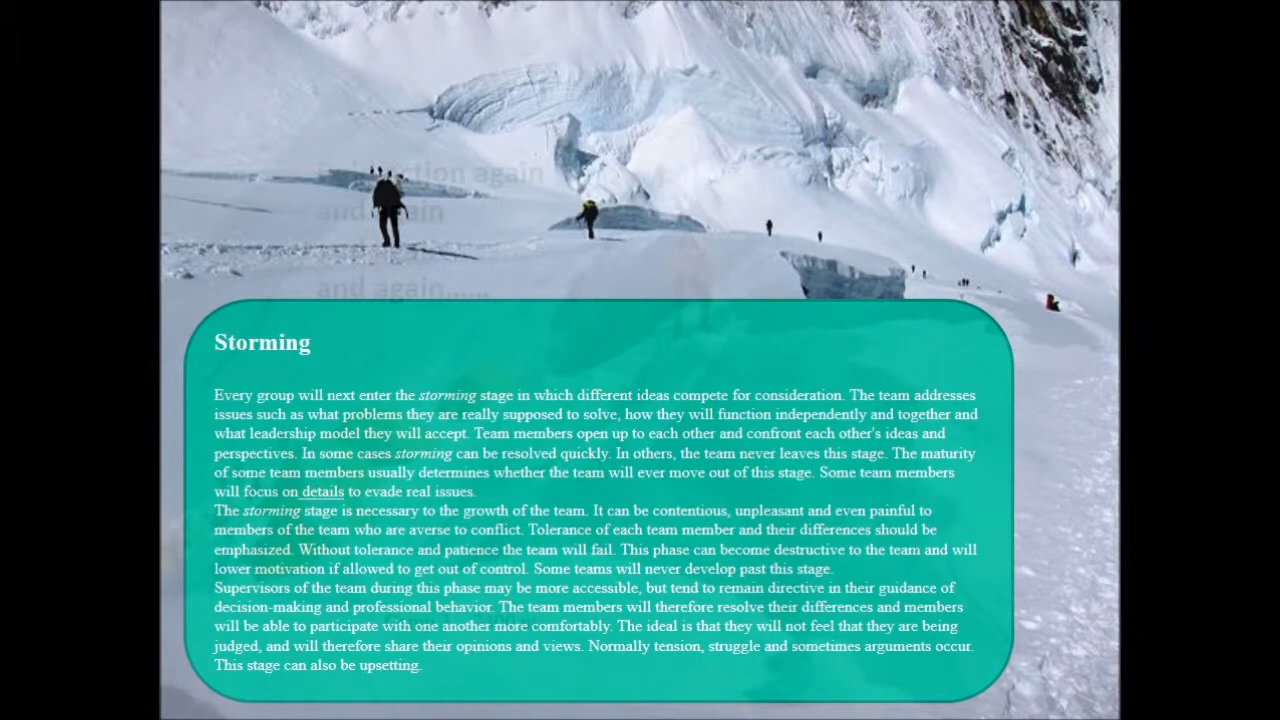 again
and again
and again......
Storming
Every group will next enter the storming stage in which different ideas compete for consideration. The team addresses
issues such as what problems they are really supposed to solve, how they will function independently and together and
what leadership model they will accept. Team members open up to each other and confront each other's ideas and
perspectives. In some cases storming can be resolved quickly. In others, the team never leaves this stage. The maturity
of some team members usually determines whether the team will ever move out of this stage. Some team members
will focus on details to evade real issues.
The storming stage is necessary to the growth of the team. It can be contentious, unpleasant and even painful to
members of the team who are averse to conflict. Tolerance of each team member and their differences should be
emphasized. Without tolerance and patience the team will fail. This phase can become destructive to the team and will
lower motivation if allowed to get out of control. Some teams will never develop past this stage.
Supervisors of the team during this phase may be more accessible, but tend to remain directive in their guidance of
decision-making and professional behavior. The team members will therefore resolve their differences and members
will be able to participate with one another more comfortably. The ideal is that they will not feel that they are being
judged, and will therefore share their opinions and views. Normally tension, struggle and sometimes arguments occur.
This stage can also be upsetting.